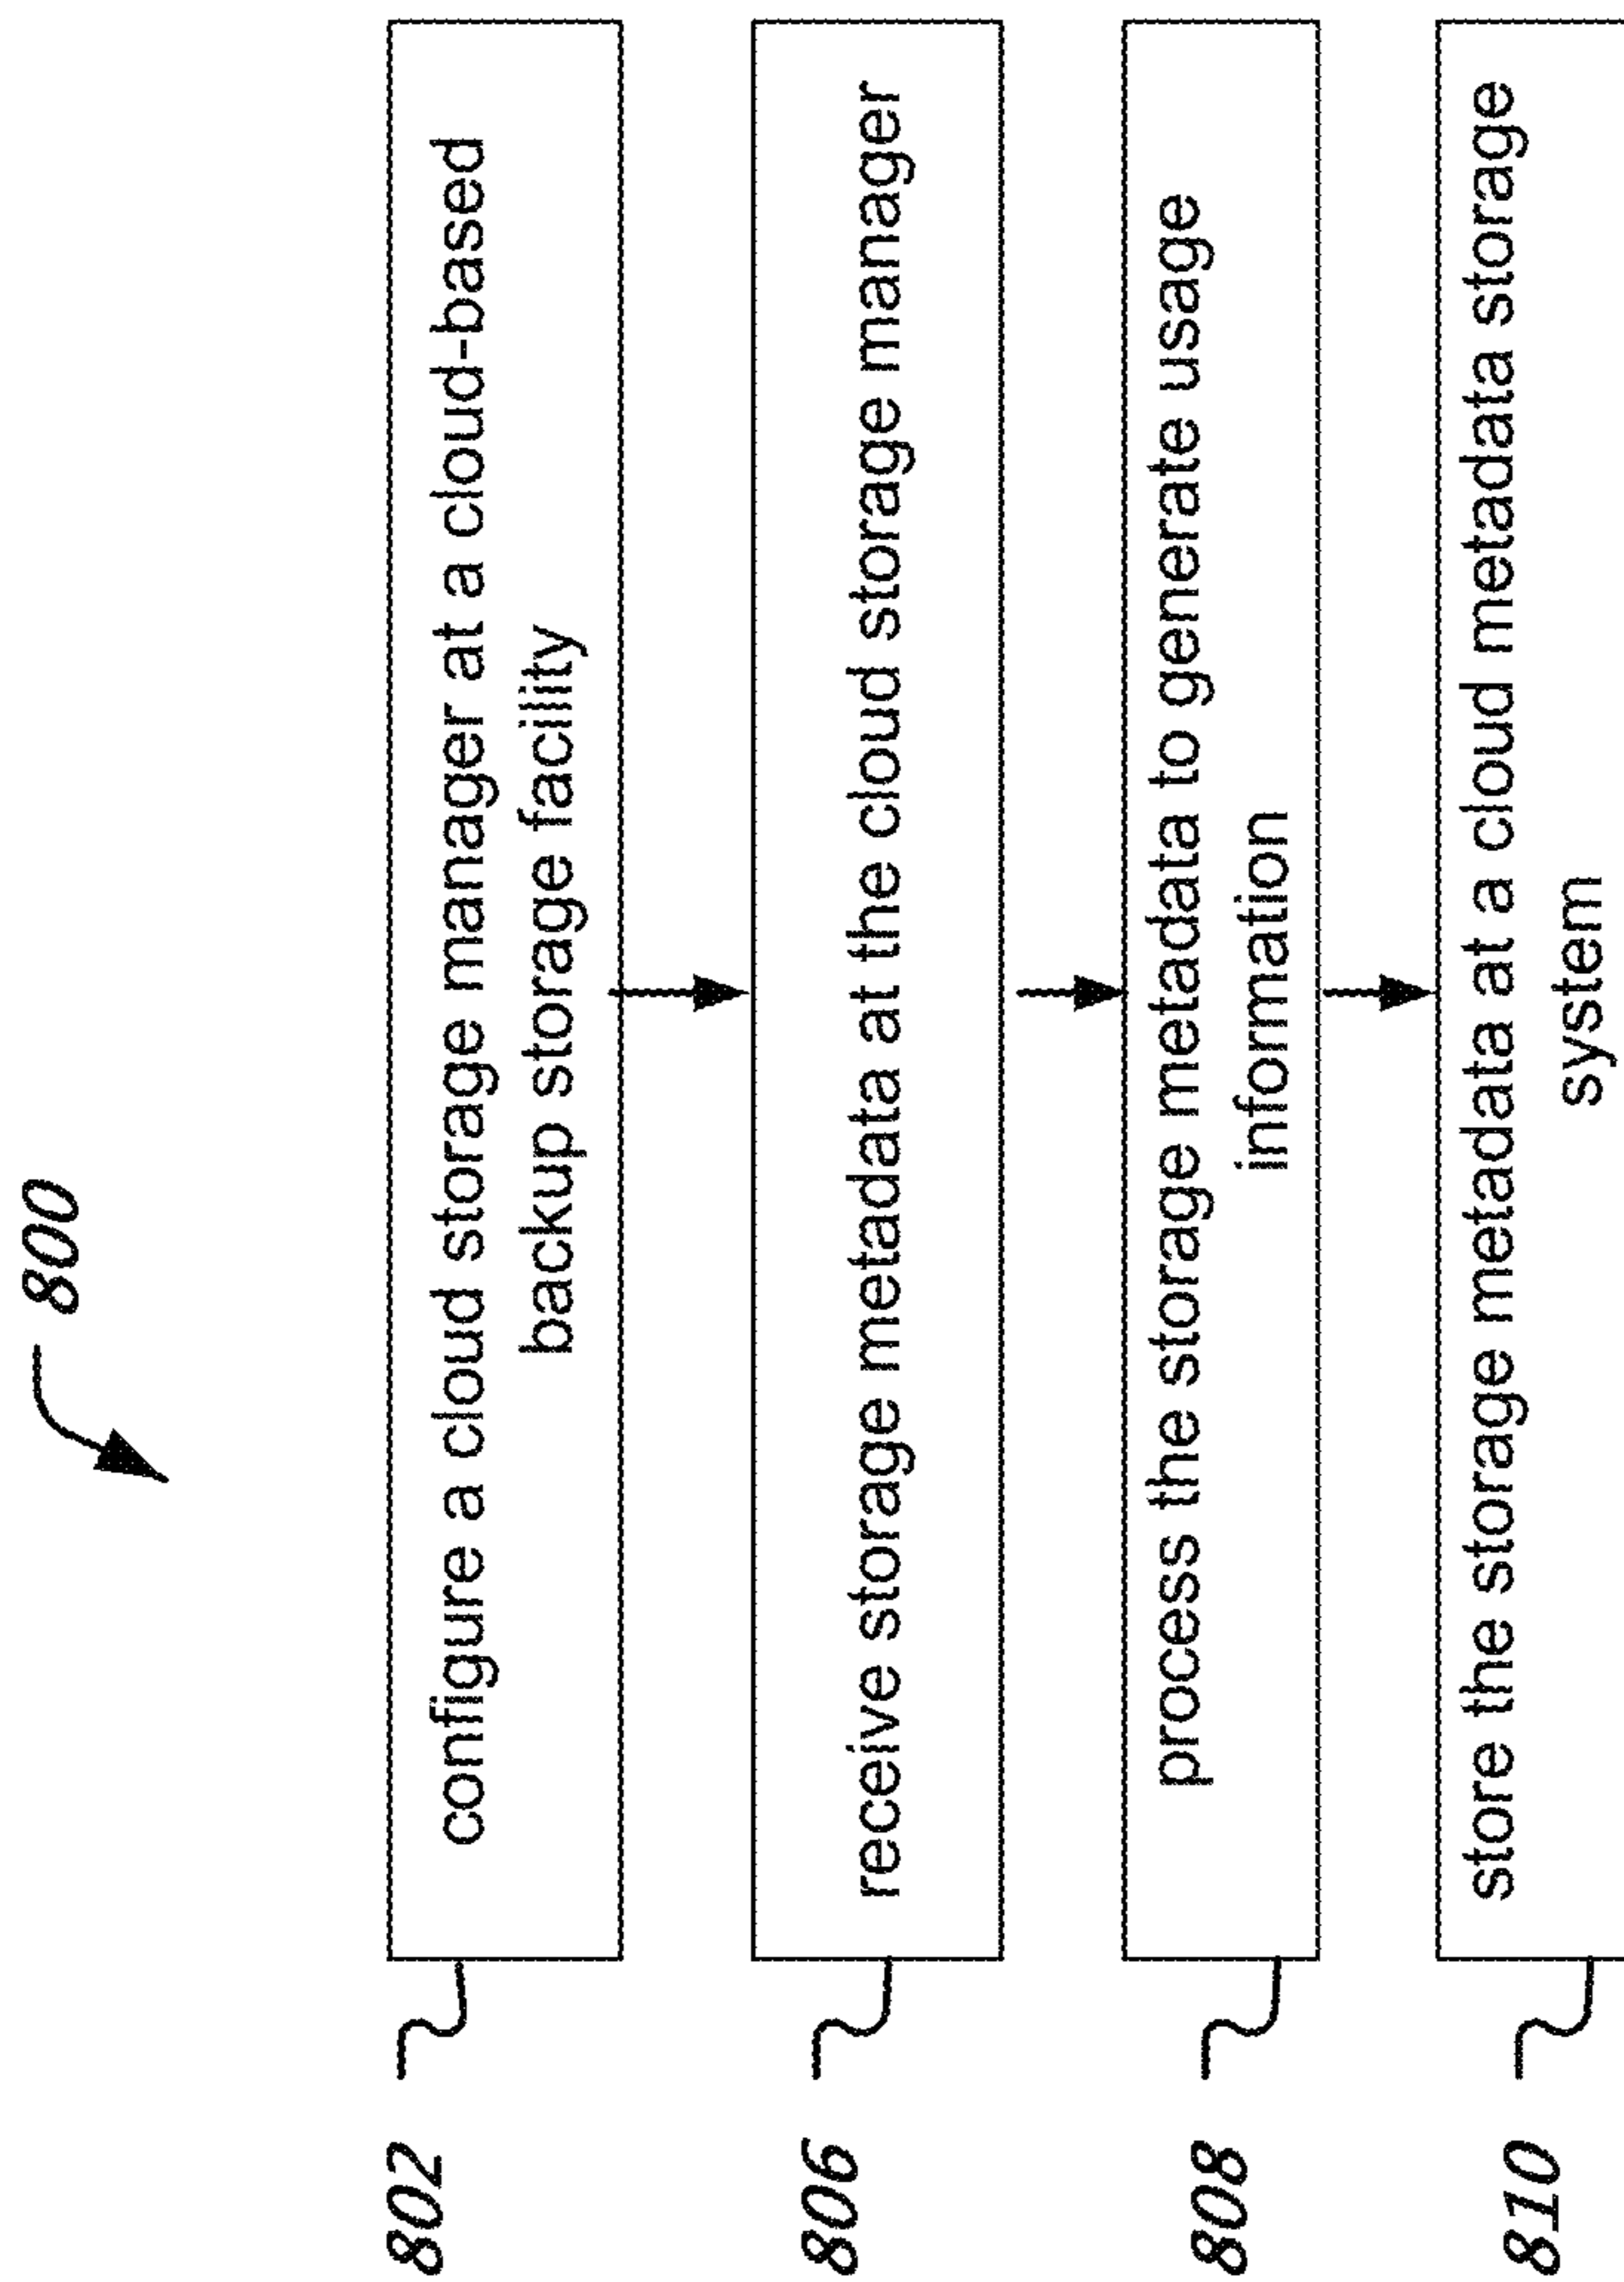 800
802
configure a cloud storage manager at a cloud-based
backup storage facility
806
receive storage metadata at the cloud storage manager
808
process the storage metadata to generate usage
information
810
store the storage metadata at a cloud metadata storage
system